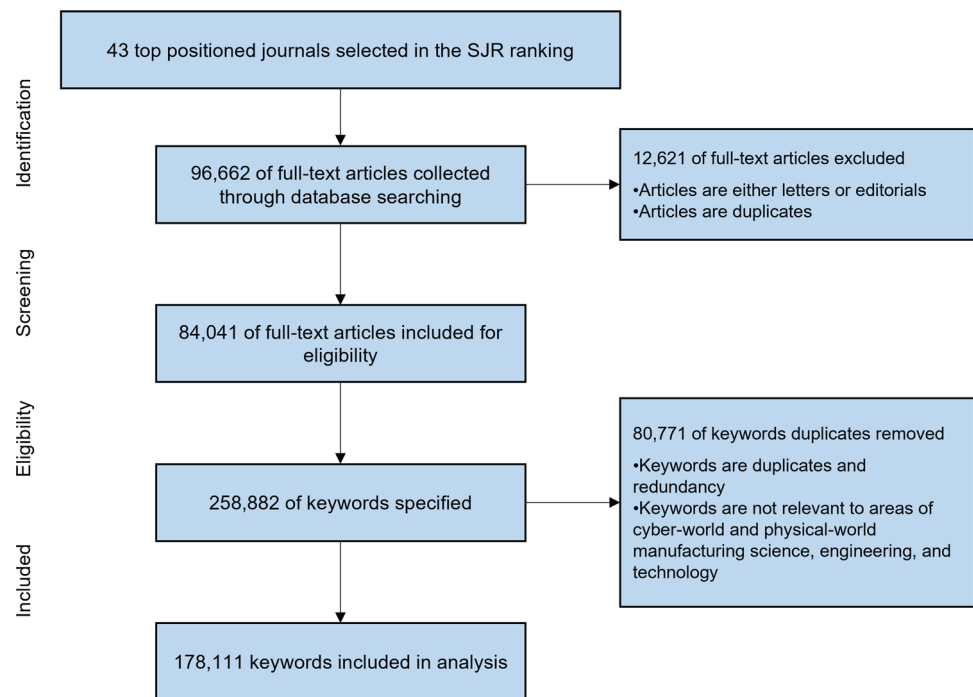 43 top positioned journals selected in the SJR ranking
Identification
96,662 of full-text articles collected
through database searching
12,621 of full-text articles excluded
•Articles are either letters or editorials
•Articles are duplicates
Screening
84,041 of full-text articles included for
eligibility
Eligibility
258,882 of keywords specified
80,771 of keywords duplicates removed
•Keywords are duplicates and
redundancy
•Keywords are not relevant to areas of
cyber-world and physical-world
manufacturing science, engineering, and
technology
Included
178,111 keywords included in analysis